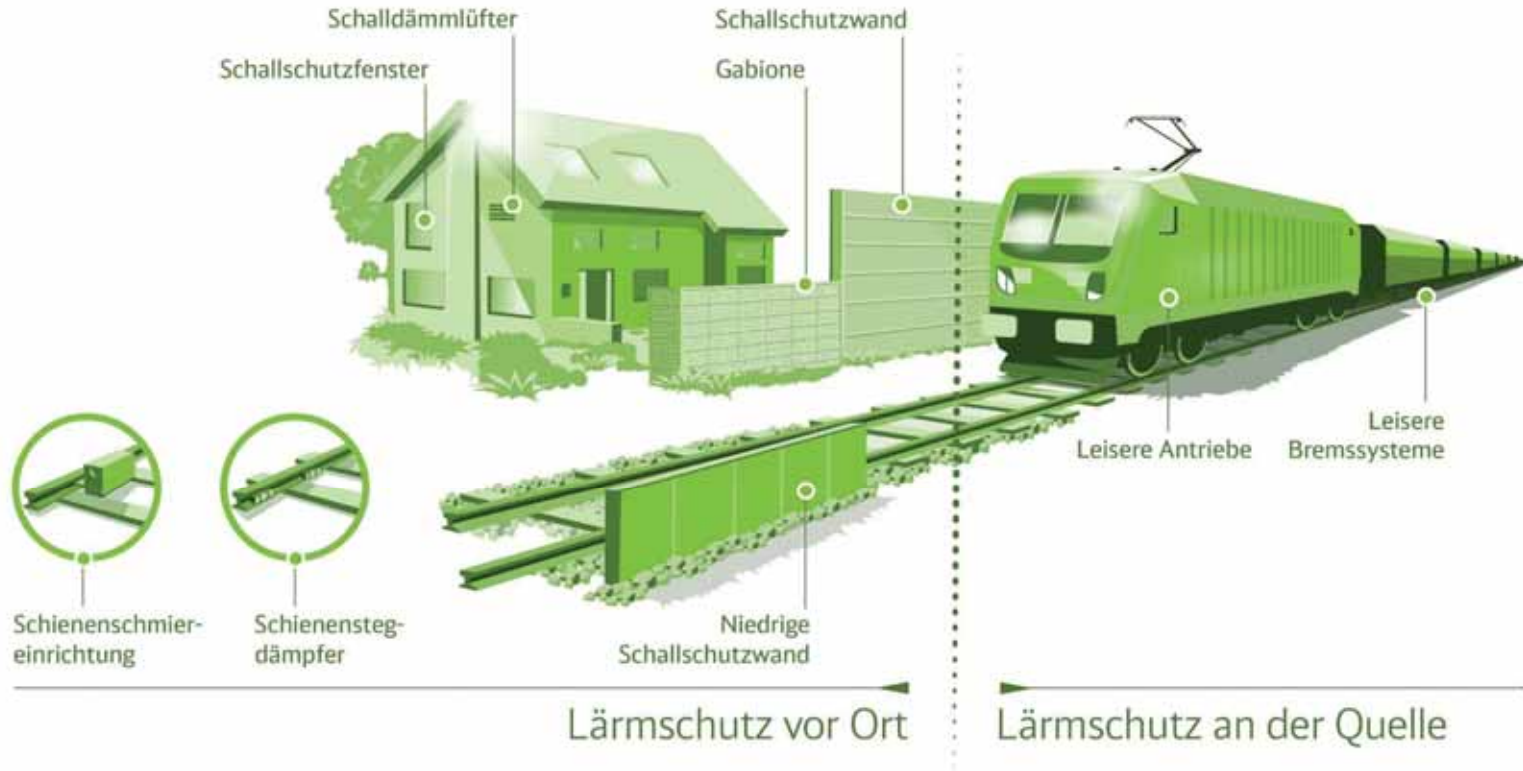 Schalldämmlüfter
Schallschutzwand
Schallschutzfenster
Gabione
Leisere Antriebe
Leisere
Bremssysteme
Schienenschmier-
einrichtung
Schienensteg-
dämpfer
Niedrige
Schallschutzwand
Lärmschutz vor Ort
Lärmschutz an der Quelle